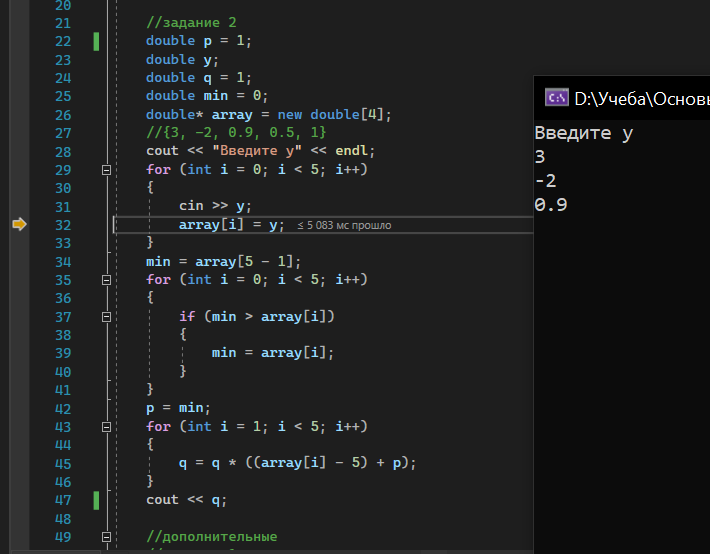 20
21 //задание 2
22 double p = 1;
23 double y;
24 double q = 1;
25 double min = 0;
26 double* array = new double[4];
27 //{3, -2, 0.9, 0.5, 1}
28 cout << "Введите y" << endl;
29 for (int i = 0; i < 5; i++)
30 {
31 cin >> y;
32 array[i] = y; ≤ 5 083 мс прошло
33 }
34 min = array[5 - 1];
35 for (int i = 0; i < 5; i++)
36 {
37 if (min > array[i])
38 {
39 min = array[i];
40 }
41 }
42 p = min;
43 for (int i = 1; i < 5; i++)
44 {
45 q = q * ((array[i] - 5) + p);
46 }
47 cout << q;
48
49 //дополнительные
C:\ D:\Учеба\Основы
Введите y
3
-2
0.9